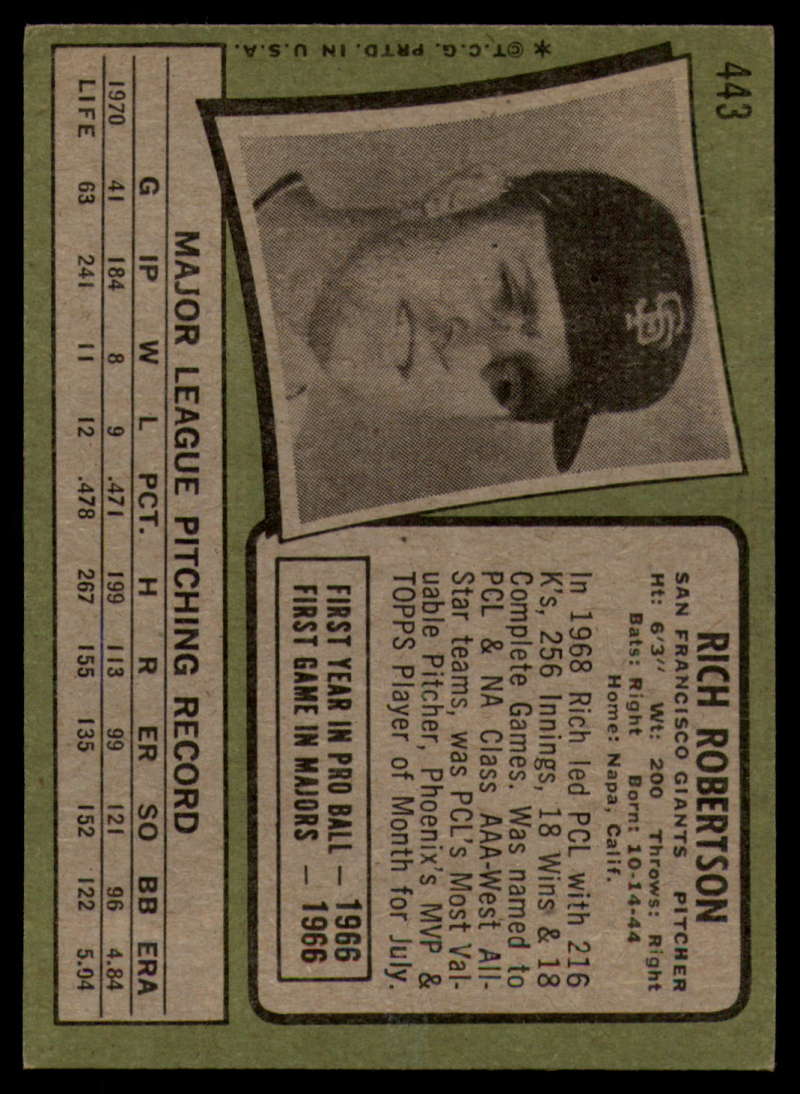 443
RICH ROBERTSON
SAN FRANCISCO GIANTS PITCHER
Ht: 6'3" Wt: 200 Throws: Right
Bats: Right Born: 10-14-44
Home: Napa, Calif.
In 1968 Rich led PCL with 216
K's, 256 Innings, 18 Wins & 18
Complete Games. Was named to
PCL & NA Class AAA-West All-
Star teams, was PCL's Most Val-
uable Pitcher, Phoenix's MVP &
TOPPS Player of Month for July.
FIRST YEAR IN PRO BALL — 1966
FIRST GAME IN MAJORS — 1966
SF
MAJOR LEAGUE PITCHING RECORD
G IP W L PCT. H R ER SO BB ERA
1970 41 184 8 9 .471 199 113 99 121 96 4.84
LIFE 63 241 11 12 .478 267 155 135 152 122 5.04
*©T.C.G. PRTD. IN U.S.A.